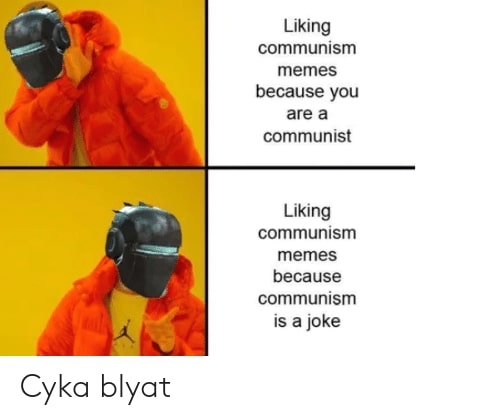 Liking
communism
memes
because you
are a
communist
Liking
communism
memes
because
communism
is a joke
Cyka blyat